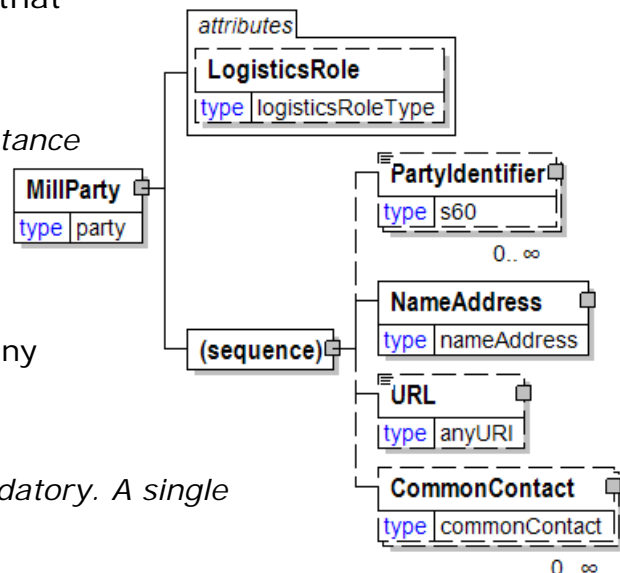 that
attributes
LogisticsRole
type logisticsRoleType
tance
MillParty
type party
PartyIdentifier
type s60
0.. ∞
NameAddress
type nameAddress
ny
(sequence)
URL
type anyURI
datory. A single
CommonContact
type commonContact
0.. ∞